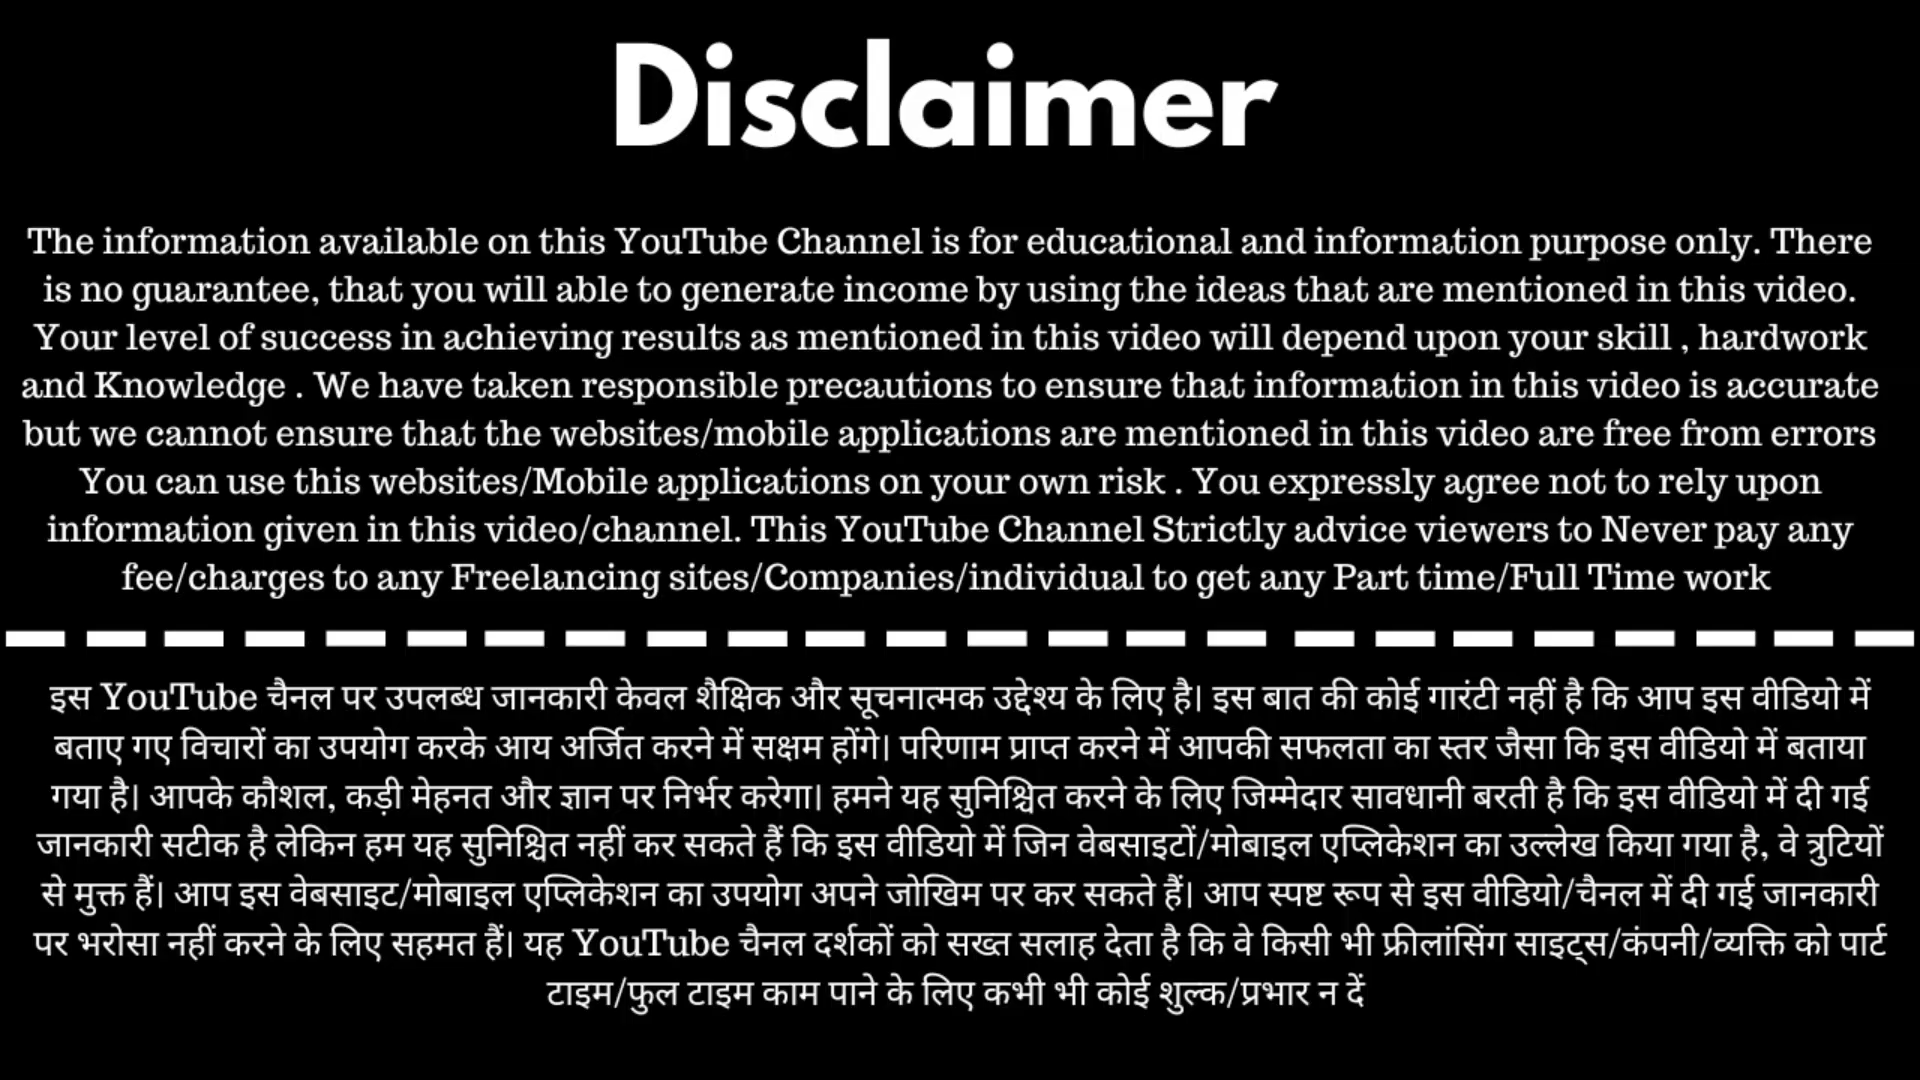 Disclaimer
The information available on this YouTube Channel is for educational and information purpose only. There
is no guarantee, that you will able to generate income by using the ideas that are mentioned in this video.
Your level of success in achieving results as mentioned in this video will depend upon your skill , hardwork
and Knowledge . We have taken responsible precautions to ensure that information in this video is accurate
but we cannot ensure that the websites/mobile applications are mentioned in this video are free from errors
You can use this websites/Mobile applications on your own risk . You expressly agree not to rely upon
information given in this video/channel. This YouTube Channel Strictly advice viewers to Never pay any
fee/charges to any Freelancing sites/Companies/individual to get any Part time/Full Time work
इस YouTube चैनल पर उपलब्ध जानकारी केवल शैक्षिक और सूचनात्मक उद्देश्य के लिए है। इस बात की कोई गारंटी नहीं है कि आप इस वीडियो में
बताए गए विचारों का उपयोग करके आय अर्जित करने में सक्षम होंगे। परिणाम प्राप्त करने में आपकी सफलता का स्तर जैसा कि इस वीडियो में बताया
गया है। आपके कौशल, कड़ी मेहनत और ज्ञान पर निर्भर करेगा। हमने यह सुनिश्चित करने के लिए जिम्मेदार सावधानी बरती है कि इस वीडियो में दी गई
जानकारी सटीक है लेकिन हम यह सुनिश्चित नहीं कर सकते हैं कि इस वीडियो में जिन वेबसाइटों/मोबाइल एप्लिकेशन का उल्लेख किया गया है, वे त्रुटियों
से मुक्त हैं। आप इस वेबसाइट/मोबाइल एप्लिकेशन का उपयोग अपने जोखिम पर कर सकते हैं। आप स्पष्ट रूप से इस वीडियो/चैनल में दी गई जानकारी
पर भरोसा नहीं करने के लिए सहमत हैं। यह YouTube चैनल दर्शकों को सख्त सलाह देता है कि वे किसी भी फ्रीलांसिंग साइट्स/कंपनी/व्यक्ति को पार्ट
टाइम/फुल टाइम काम पाने के लिए कभी भी कोई शुल्क/प्रभार न दें